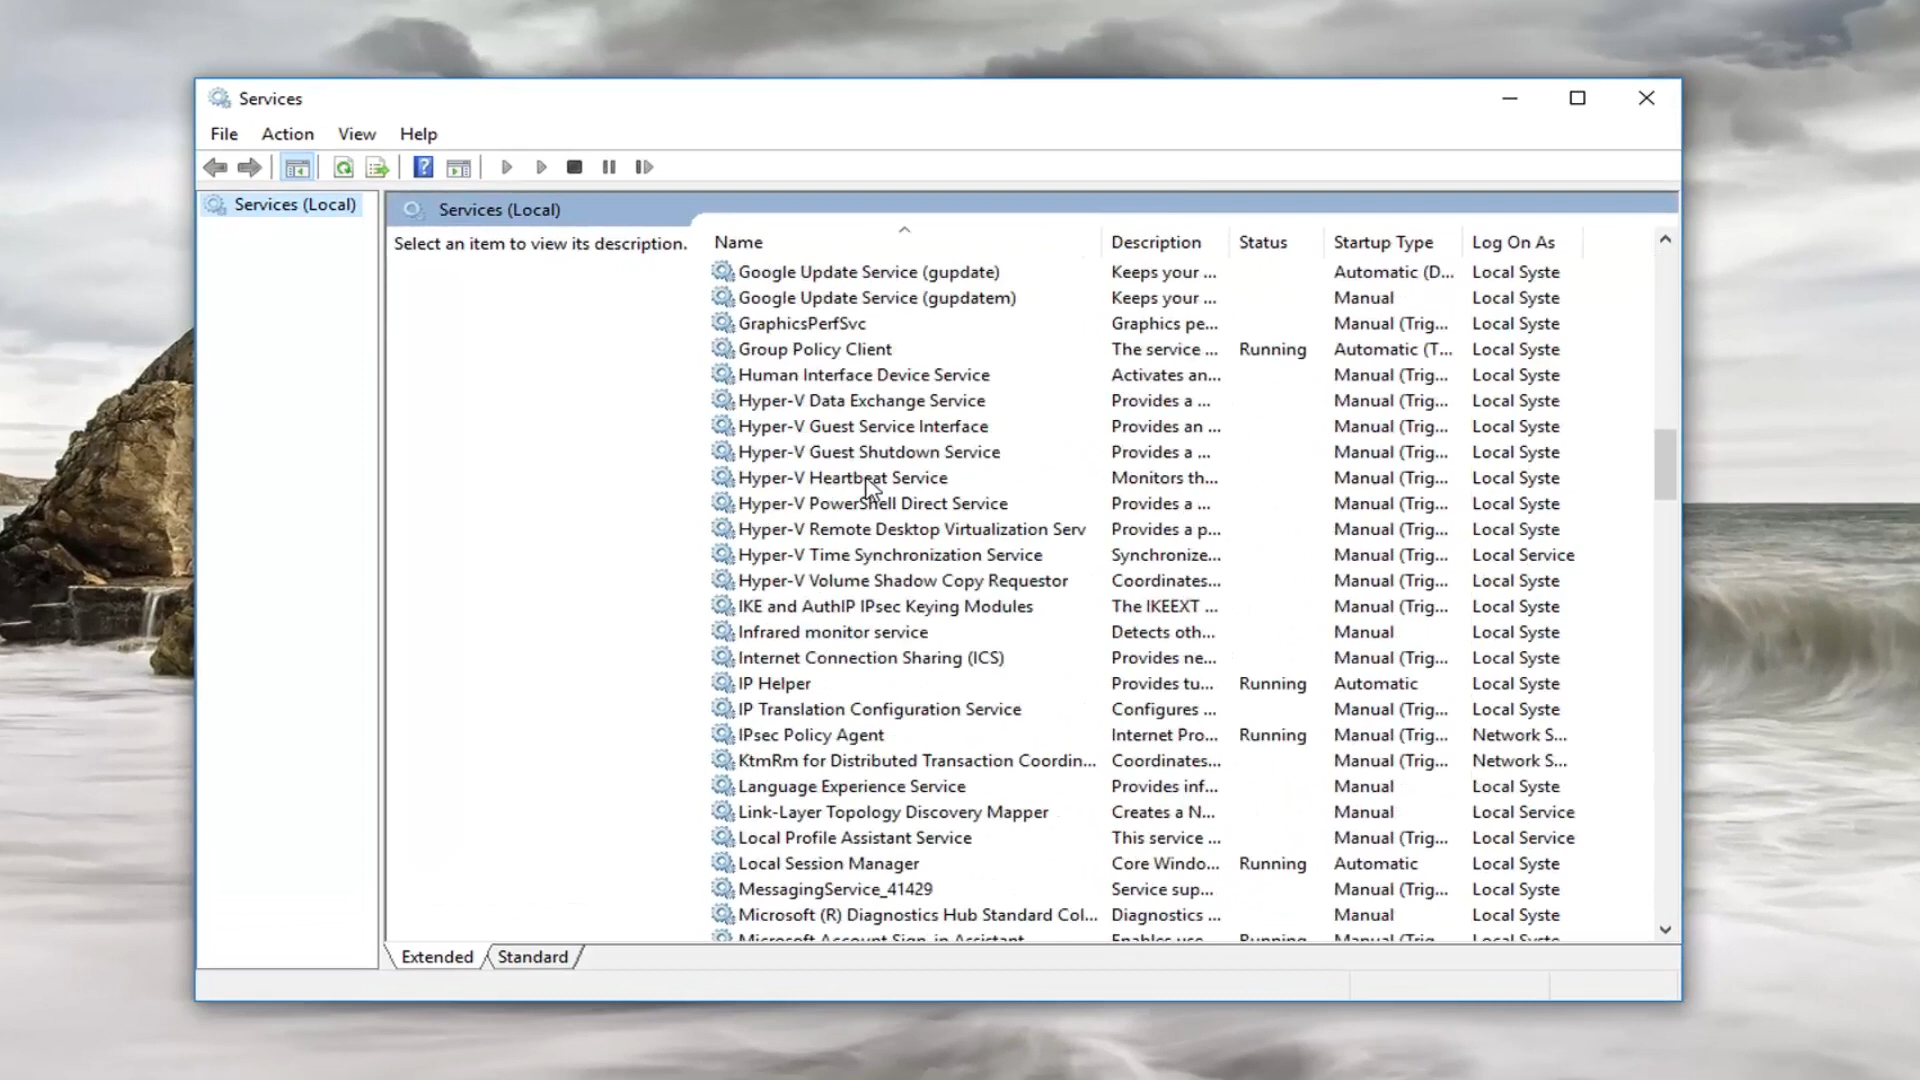 Services
File Action View Help
Services (Local)
Services (Local)
Select an item to view its description.
Name Description Status Startup Type Log On As
Google Update Service (gupdate) Keeps your ... Automatic (D... Local Syste
Google Update Service (gupdatem) Keeps your ... Manual Local Syste
GraphicsPerfSvc Graphics pe... Manual (Trig... Local Syste
Group Policy Client The service ... Running Automatic (T... Local Syste
Human Interface Device Service Activates an... Manual (Trig... Local Syste
Hyper-V Data Exchange Service Provides a ... Manual (Trig... Local Syste
Hyper-V Guest Service Interface Provides an ... Manual (Trig... Local Syste
Hyper-V Guest Shutdown Service Provides a ... Manual (Trig... Local Syste
Hyper-V Heartbeat Service Monitors th... Manual (Trig... Local Syste
Hyper-V PowerShell Direct Service Provides a ... Manual (Trig... Local Syste
Hyper-V Remote Desktop Virtualization Serv Provides a p... Manual (Trig... Local Syste
Hyper-V Time Synchronization Service Synchronize... Manual (Trig... Local Service
Hyper-V Volume Shadow Copy Requestor Coordinates... Manual (Trig... Local Syste
IKE and AuthIP IPsec Keying Modules The IKEEXT ... Manual (Trig... Local Syste
Infrared monitor service Detects oth... Manual Local Syste
Internet Connection Sharing (ICS) Provides ne... Manual (Trig... Local Syste
IP Helper Provides tu... Running Automatic Local Syste
IP Translation Configuration Service Configures ... Manual (Trig... Local Syste
IPsec Policy Agent Internet Pro... Running Manual (Trig... Network S...
KtmRm for Distributed Transaction Coordin... Coordinates... Manual (Trig... Network S...
Language Experience Service Provides inf... Manual Local Syste
Link-Layer Topology Discovery Mapper Creates a N... Manual Local Service
Local Profile Assistant Service This service ... Manual (Trig... Local Service
Local Session Manager Core Windo... Running Automatic Local Syste
MessagingService_41429 Service sup... Manual (Trig... Local Syste
Microsoft (R) Diagnostics Hub Standard Col... Diagnostics ... Manual Local Syste
Microsoft Account Sign-in Assistant Enables use... Running Manual (Trig... Local Syste
Extended Standard